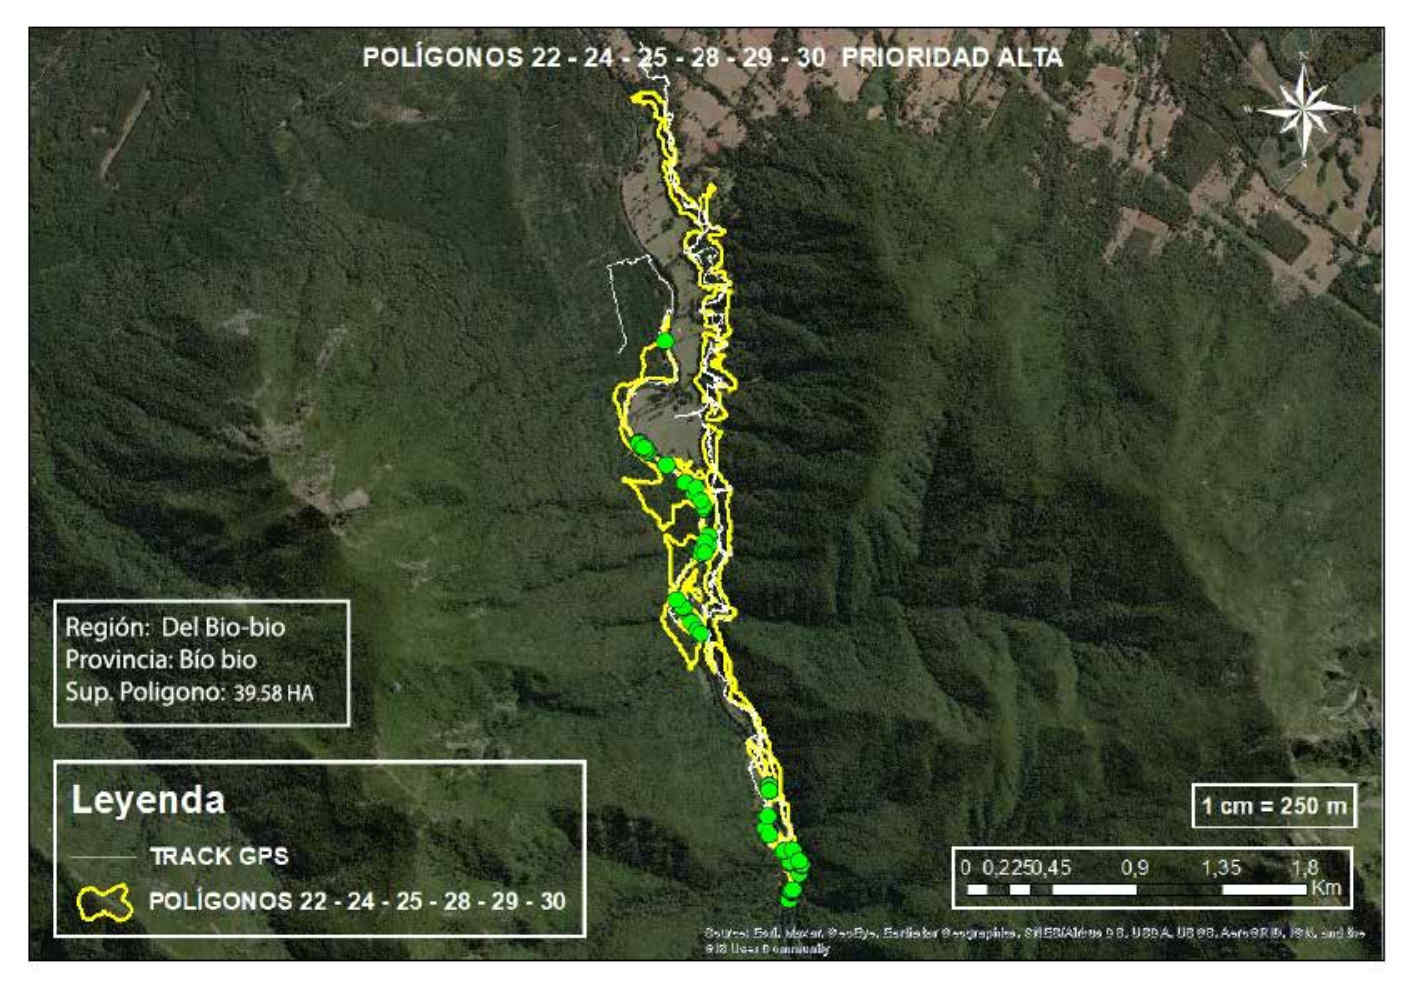 POLÍGONOS 22 - 24 - 25 - 28 - 29 - 30 PRIORIDAD ALTA
Región: Del Bio-bio
Provincia: Bío bio
Sup. Poligono: 39.58 HA
Leyenda
TRACK GPS
POLÍGONOS 22 - 24 - 25 - 28 - 29 - 30
1 cm = 250 m
0 0,225 0,45 0,9 1,35 1,8
Km
Source: Esri, Maxar, GeoEye, Earthstar Geographics, CNES/Airbus DS, USDA, USGS, AeroGRID, IGN, and the
GIS User Community